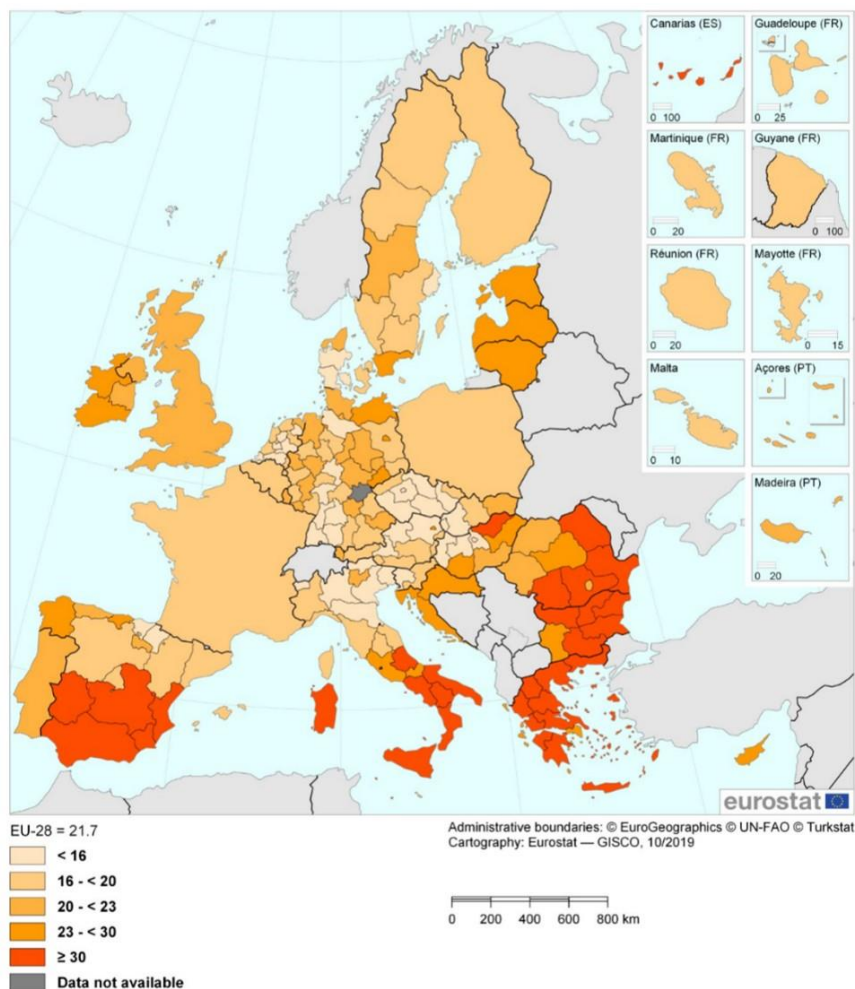 Canarias (ES)
0 100
Guadeloupe (FR)
0 25
Martinique (FR)
0 20
Guyane (FR)
0 100
Réunion (FR)
0 20
Mayotte (FR)
0 15
Malta
0 10
Açores (PT)
0 50
Madeira (PT)
0 20
eurostat
EU-28 = 21.7
< 16
16 - < 20
20 - < 23
23 - < 30
≥ 30
Data not available
Administrative boundaries: © EuroGeographics © UN-FAO © Turkstat
Cartography: Eurostat — GISCO, 10/2019
0 200 400 600 800 km